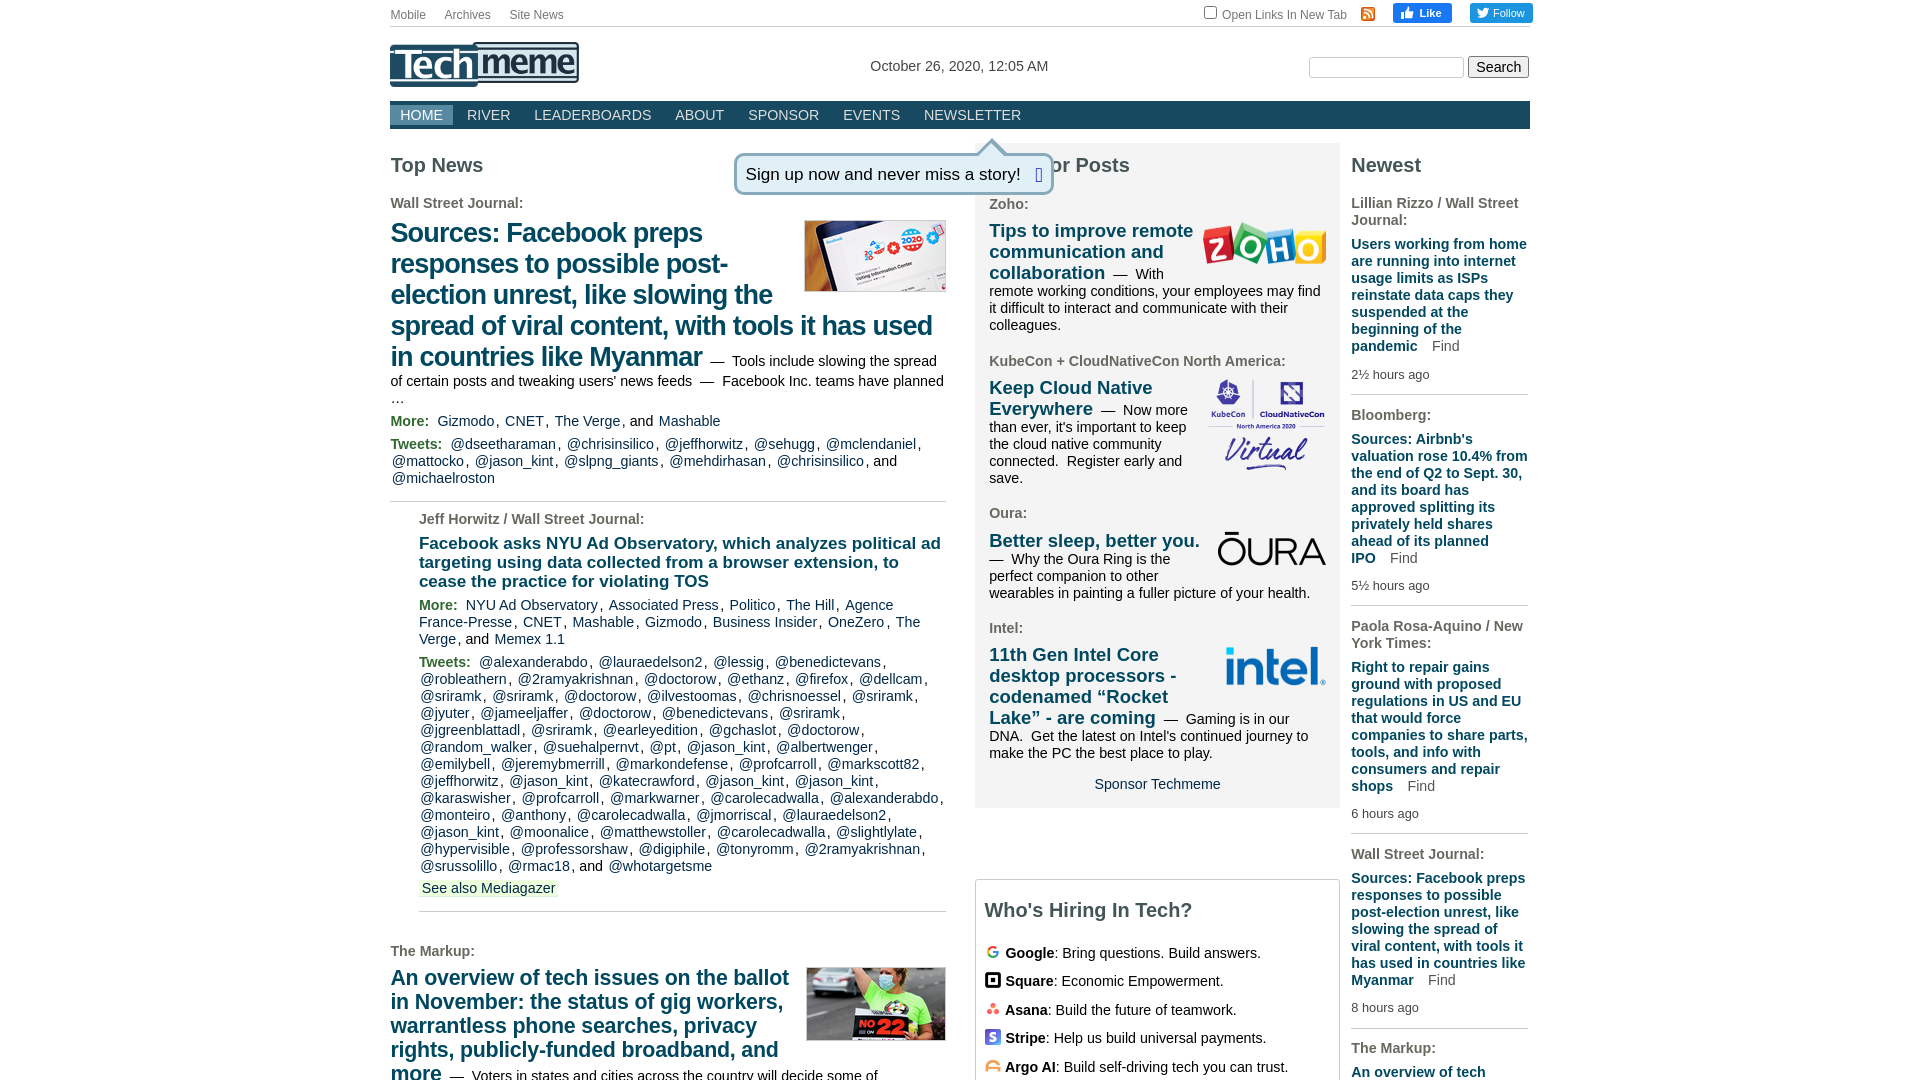 Mobile Archives Site News
Open Links In New Tab
Like
Follow
Techmeme
October 26, 2020, 12:05 AM
Search
HOME RIVER LEADERBOARDS ABOUT SPONSOR EVENTS NEWSLETTER
Sign up now and never miss a story!
Top News
Wall Street Journal:
Sources: Facebook preps
responses to possible post-
election unrest, like slowing the
spread of viral content, with tools it has used
in countries like Myanmar — Tools include slowing the spread
of certain posts and tweaking users' news feeds — Facebook Inc. teams have planned
…
More: Gizmodo, CNET, The Verge, and Mashable
Tweets: @dseetharaman, @chrisinsilico, @jeffhorwitz, @sehugg, @mclendaniel,
@mattocko, @jason_kint, @slpng_giants, @mehdirhasan, @chrisinsilico, and
@michaelroston
Jeff Horwitz / Wall Street Journal:
Facebook asks NYU Ad Observatory, which analyzes political ad
targeting using data collected from a browser extension, to
cease the practice for violating TOS
More: NYU Ad Observatory, Associated Press, Politico, The Hill, Agence
France-Presse, CNET, Mashable, Gizmodo, Business Insider, OneZero, The
Verge, and Memex 1.1
Tweets: @alexanderabdo, @lauraedelson2, @lessig, @benedictevans,
@robleathern, @2ramyakrishnan, @doctorow, @ethanz, @firefox, @dellcam,
@sriramk, @sriramk, @doctorow, @ilvestoomas, @chrisnoessel, @sriramk,
@jyuter, @jameeljaffer, @doctorow, @benedictevans, @sriramk,
@jgreenblattadl, @sriramk, @earleyedition, @gchaslot, @doctorow,
@random_walker, @suehalpernvt, @pt, @jason_kint, @albertwenger,
@emilybell, @jeremybmerrill, @markondefense, @profcarroll, @markscott82,
@jeffhorwitz, @jason_kint, @katecrawford, @jason_kint, @jason_kint,
@karaswisher, @profcarroll, @markwarner, @carolecadwalla, @alexanderabdo,
@monteiro, @anthony, @carolecadwalla, @jmorriscal, @lauraedelson2,
@jason_kint, @moonalice, @matthewstoller, @carolecadwalla, @slightlylate,
@hypervisible, @professorshaw, @digiphile, @tonyromm, @2ramyakrishnan,
@srussolillo, @rmac18, and @whotargetsme
See also Mediagazer
The Markup:
An overview of tech issues on the ballot
in November: the status of gig workers,
warrantless phone searches, privacy
rights, publicly-funded broadband, and
more — Voters in states and cities across the country will decide some of
NO
ON 22
or Posts
Zoho:
Tips to improve remote
communication and
collaboration — With
remote working conditions, your employees may find
it difficult to interact and communicate with their
colleagues.
ZOHO
KubeCon + CloudNativeCon North America:
Keep Cloud Native
Everywhere — Now more
than ever, it's important to keep
the cloud native community
connected. Register early and
save.
KubeCon CloudNativeCon
North America 2020
Virtual
Oura:
Better sleep, better you.
— Why the Oura Ring is the
perfect companion to other
wearables in painting a fuller picture of your health.
ŌURA
Intel:
11th Gen Intel Core
desktop processors -
codenamed “Rocket
Lake” - are coming — Gaming is in our
DNA. Get the latest on Intel's continued journey to
make the PC the best place to play.
intel®
Sponsor Techmeme
Who's Hiring In Tech?
Google: Bring questions. Build answers.
Square: Economic Empowerment.
Asana: Build the future of teamwork.
Stripe: Help us build universal payments.
Argo AI: Build self-driving tech you can trust.
Newest
Lillian Rizzo / Wall Street
Journal:
Users working from home
are running into internet
usage limits as ISPs
reinstate data caps they
suspended at the
beginning of the
pandemic Find
2½ hours ago
Bloomberg:
Sources: Airbnb's
valuation rose 10.4% from
the end of Q2 to Sept. 30,
and its board has
approved splitting its
privately held shares
ahead of its planned
IPO Find
5½ hours ago
Paola Rosa-Aquino / New
York Times:
Right to repair gains
ground with proposed
regulations in US and EU
that would force
companies to share parts,
tools, and info with
consumers and repair
shops Find
6 hours ago
Wall Street Journal:
Sources: Facebook preps
responses to possible
post-election unrest, like
slowing the spread of
viral content, with tools it
has used in countries like
Myanmar Find
8 hours ago
The Markup:
An overview of tech